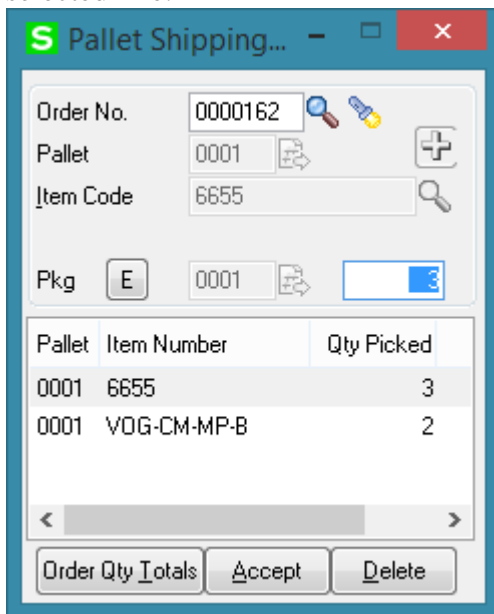 S Pallet Shipping...
Order No. 0000162
Pallet 0001
Item Code 6655
Pkg E 0001 3
Pallet Item Number Qty Picked
0001 6655 3
0001 VOG-CM-MP-B 2
Order Qty Totals Accept Delete